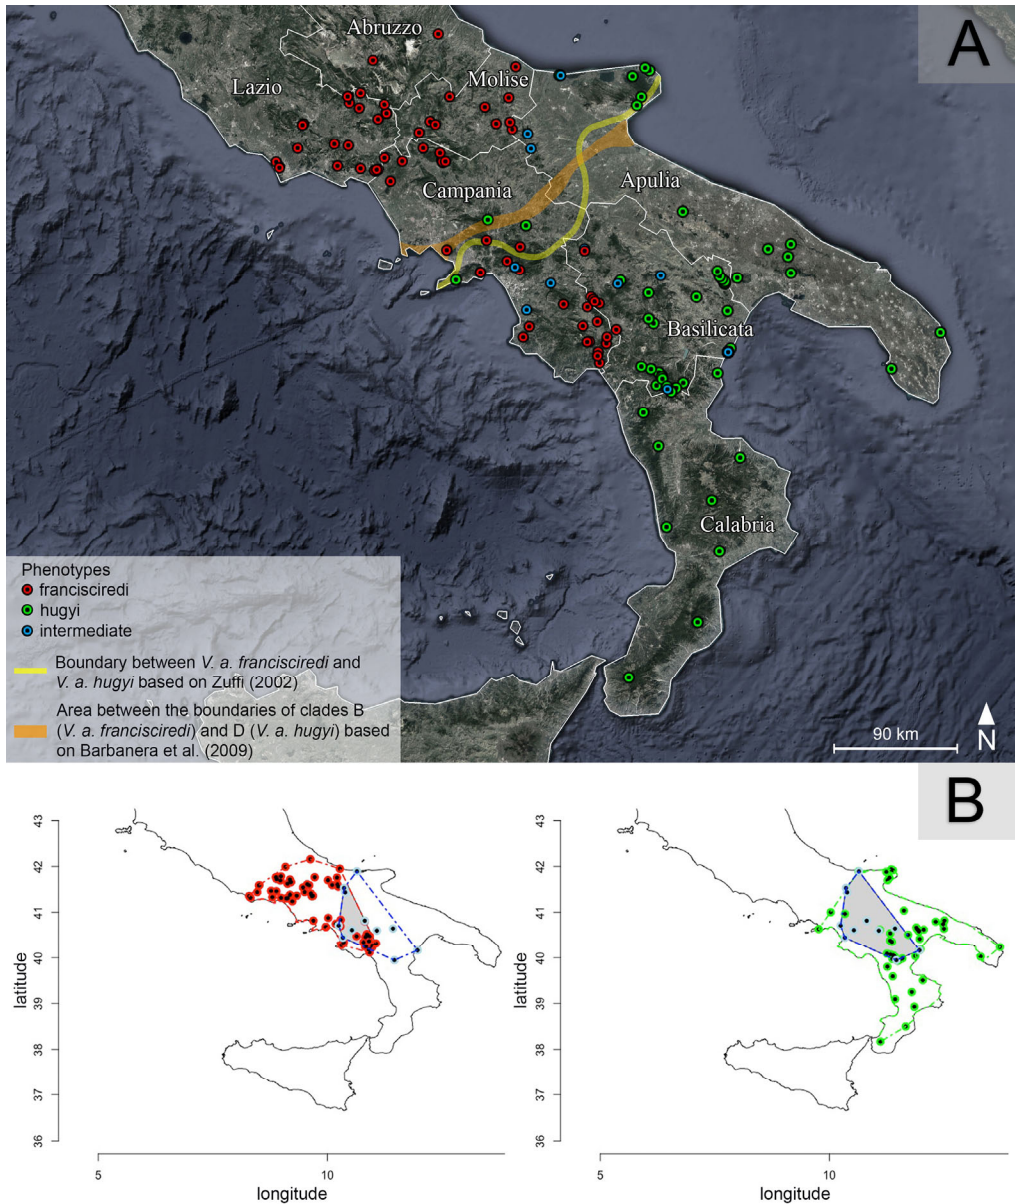 A
Abruzzo
Lazio
Molise
Campania
Apulia
Basilicata
Calabria
Phenotypes
francisciredi
hugyi
intermediate
Boundary between V. a. francisciredi and
V. a. hugyi based on Zuffi (2002)
Area between the boundaries of clades B
(V. a. francisciredi) and D (V. a. hugyi) based
on Barbanera et al. (2009)
90 km
N
B
43
42
41
40
39
38
37
36
latitude
5
10
longitude
43
42
41
40
39
38
37
36
latitude
5
10
longitude